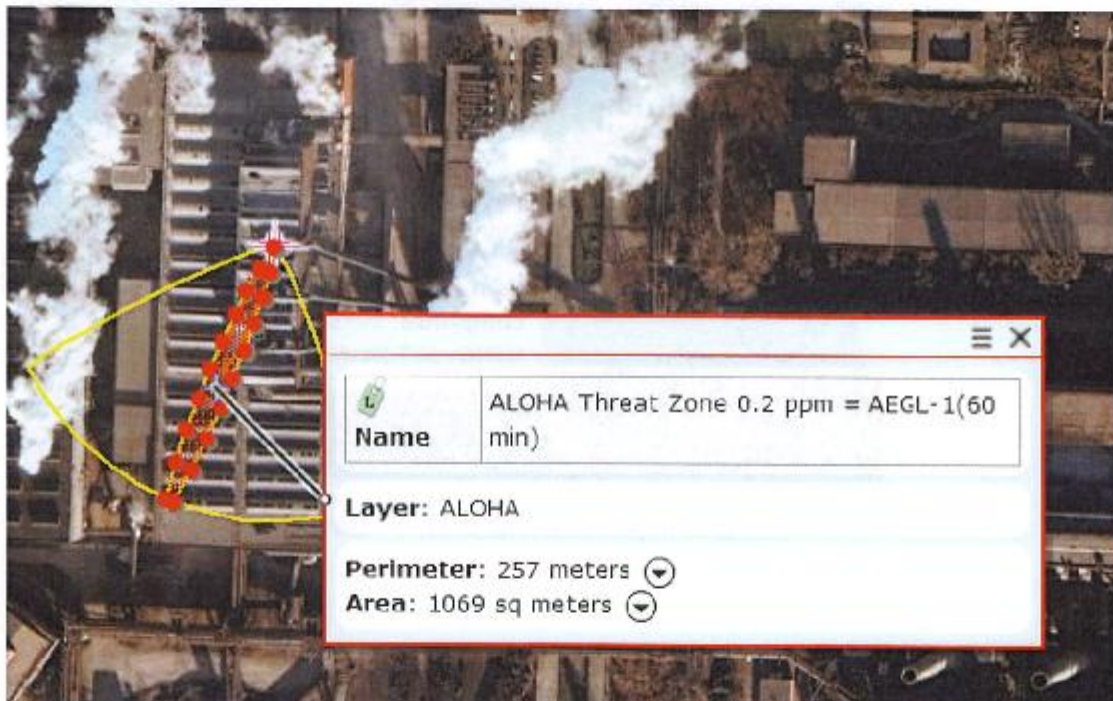 ALOHA Threat Zone 0.2 ppm = AEGL-1(60
Name
min)
Layer: ALOHA
Perimeter: 257 meters
Area: 1069 sq meters